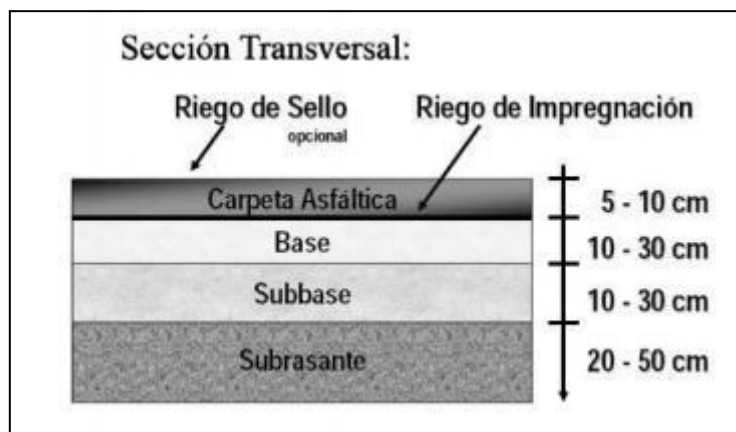 Sección Transversal:
Riego de Sello
opcional
Riego de Impregnación
Carpeta Asfáltica
5 - 10 cm
Base
10 - 30 cm
Subbase
10 - 30 cm
Subrasante
20 - 50 cm